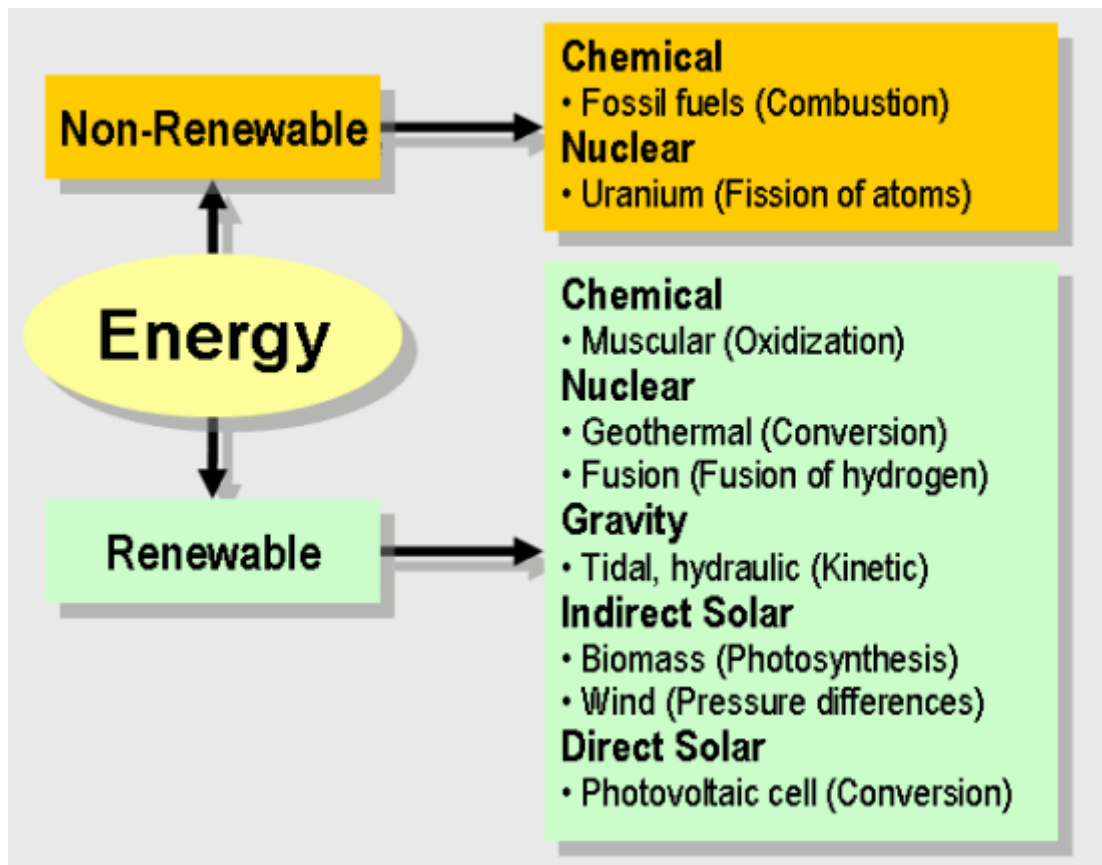 Non-Renewable
Chemical
• Fossil fuels (Combustion)
Nuclear
• Uranium (Fission of atoms)
Energy
Renewable
Chemical
• Muscular (Oxidization)
Nuclear
• Geothermal (Conversion)
• Fusion (Fusion of hydrogen)
Gravity
• Tidal, hydraulic (Kinetic)
Indirect Solar
• Biomass (Photosynthesis)
• Wind (Pressure differences)
Direct Solar
• Photovoltaic cell (Conversion)